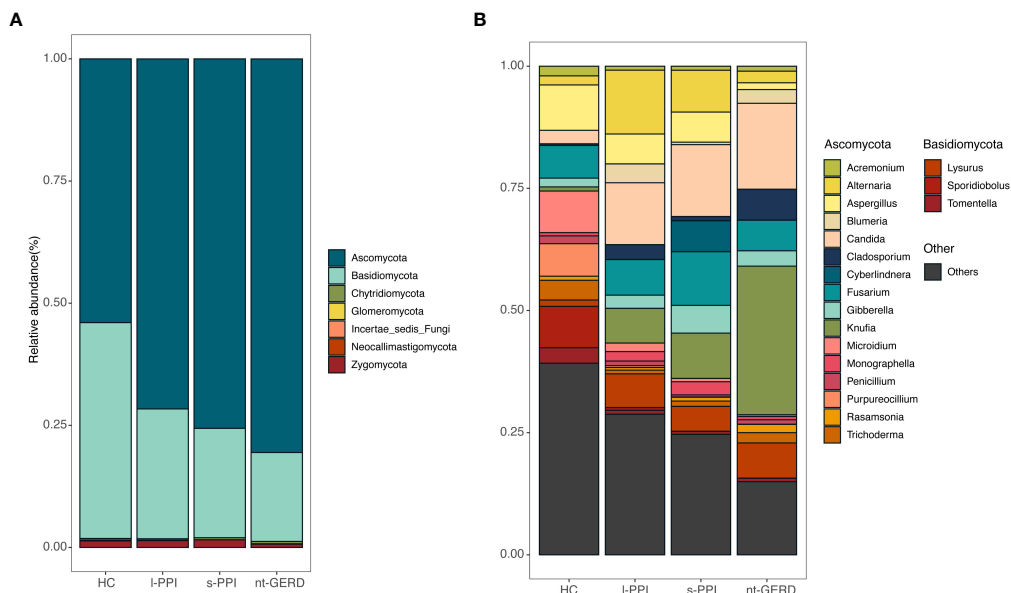 A
Relative abundance(%)
1.00
0.75
0.50
0.25
0.00
HC
l-PPI
s-PPI
nt-GERD
Ascomycota
Basidiomycota
Chytridiomycota
Glomeromycota
Incertae_sedis_Fungi
Neocallimastigomycota
Zygomycota
B
1.00
0.75
0.50
0.25
0.00
HC
l-PPI
s-PPI
nt-GERD
Ascomycota
Acremonium
Alternaria
Aspergillus
Blumeria
Candida
Cladosporium
Cyberlindnera
Fusarium
Gibberella
Knufia
Microidium
Monographella
Penicillium
Purpureocillium
Rasamsonia
Trichoderma
Basidiomycota
Lysurus
Sporidiobolus
Tomentella
Other
Others